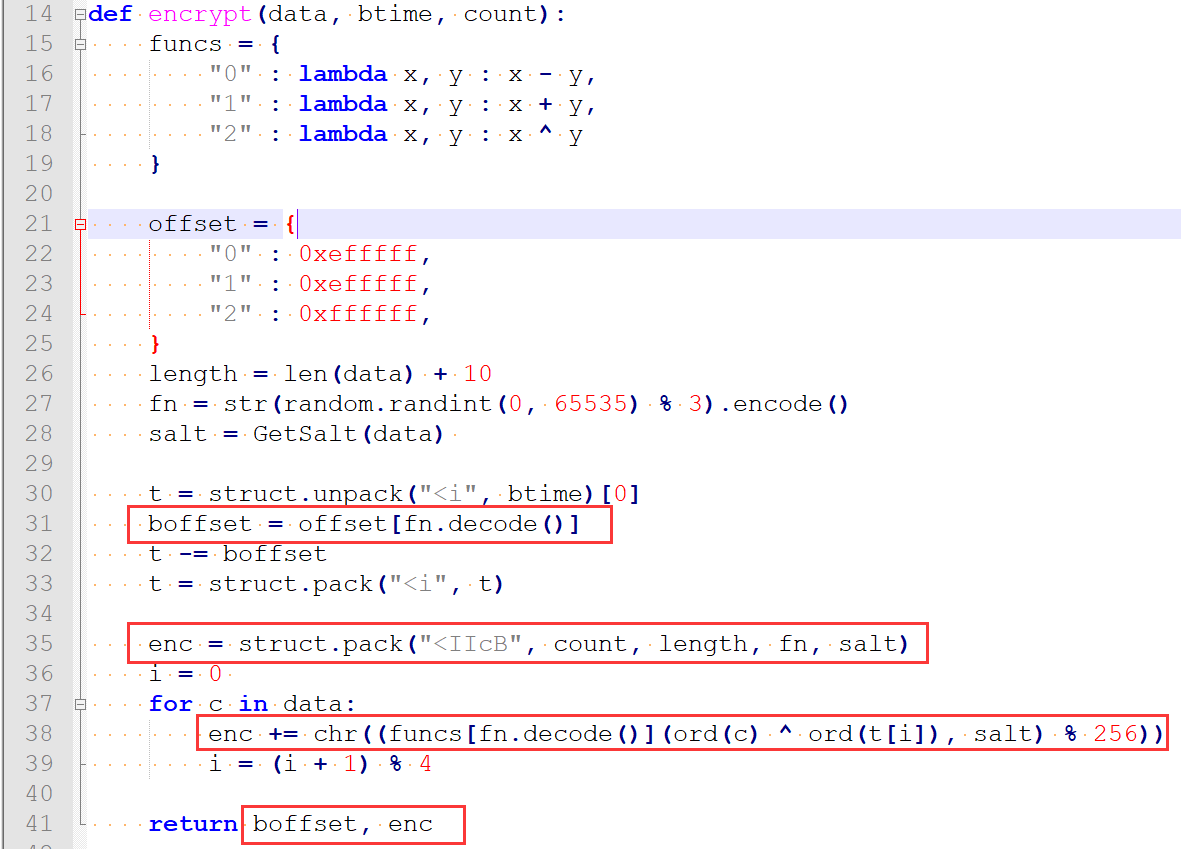 14 def encrypt(data, btime, count):
15     funcs = {
16         "0" : lambda x, y : x - y,
17         "1" : lambda x, y : x + y,
18         "2" : lambda x, y : x ^ y
19     }
20
21     offset = {
22         "0" : 0xefffff,
23         "1" : 0xefffff,
24         "2" : 0xffffff,
25     }
26     length = len(data) + 10
27     fn = str(random.randint(0, 65535) % 3).encode()
28     salt = GetSalt(data)
29
30     t = struct.unpack("<i", btime)[0]
31     boffset = offset[fn.decode()]
32     t -= boffset
33     t = struct.pack("<i", t)
34
35     enc = struct.pack("<IIcB", count, length, fn, salt)
36     i = 0
37     for c in data:
38         enc += chr((funcs[fn.decode()](ord(c) ^ ord(t[i]), salt) % 256))
39         i = (i + 1) % 4
40
41     return boffset, enc